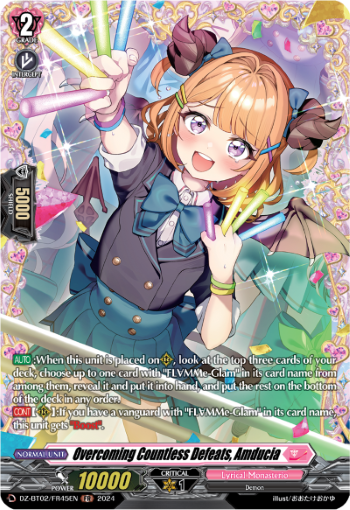 2
GRADE
INTERCEPT
5000
SHIELD
AUTO :When this unit is placed on R, look at the top three cards of your
deck, choose up to one card with "FLVMMe-Glam" in its card name from
among them, reveal it and put it into hand, and put the rest on the bottom
of the deck in any order.
CONT R :If you have a vanguard with "FLVMMe-Glam" in its card name,
this unit gets "Boost".
NORMAL UNIT
Overcoming Countless Defeats, Amducia
POWER 10000
CRITICAL
1
Lyrical Monasterio
Demon
DZ-BT02/FR45EN FR 2024
illust/おおたけおかゆ